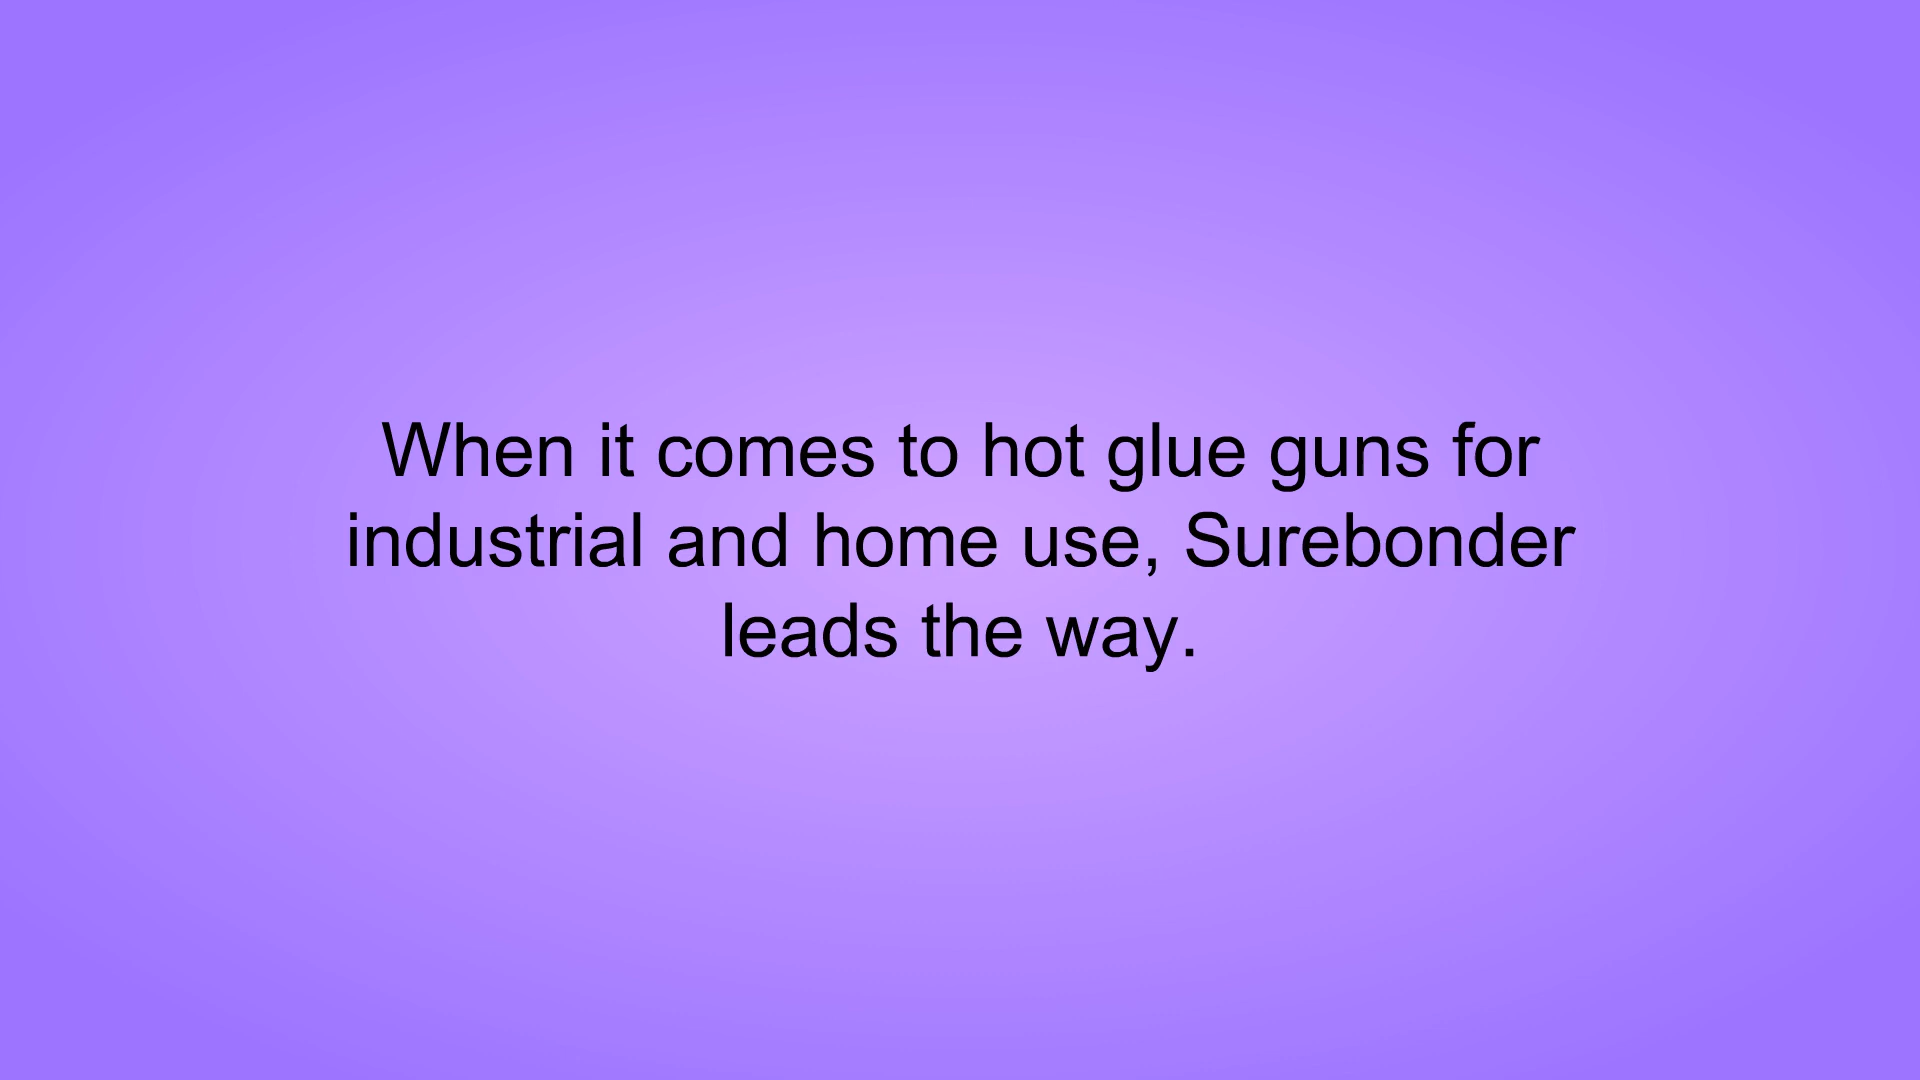 When it comes to hot glue guns for
industrial and home use, Surebonder
leads the way.